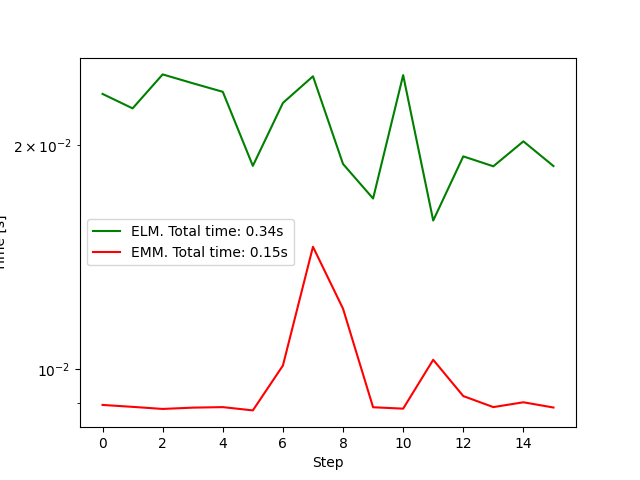 2 × 10⁻²
Time [s]
ELM. Total time: 0.34s
EMM. Total time: 0.15s
10⁻²
0 2 4 6 8 10 12 14
Step